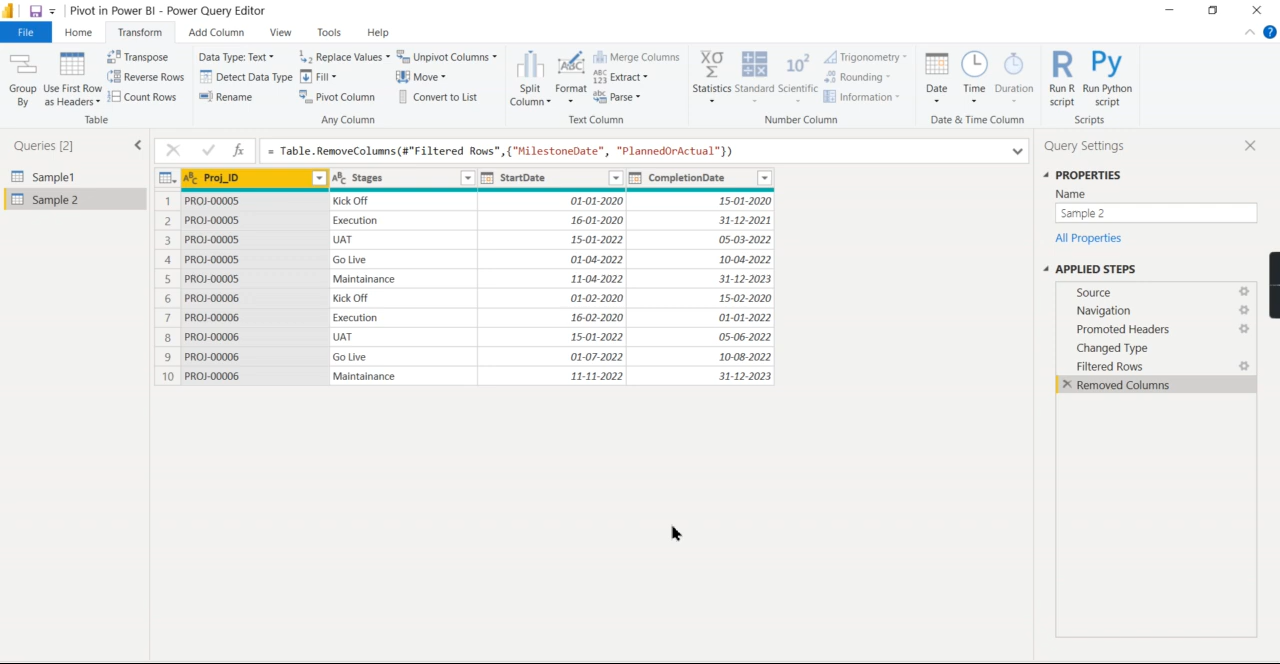 Pivot in Power BI - Power Query Editor
File Home Transform Add Column View Tools Help
Group By
Use First Row as Headers
Transpose
Reverse Rows
Count Rows
Table
Data Type: Text
Detect Data Type
Rename
Replace Values
Fill
Pivot Column
Unpivot Columns
Move
Convert to List
Any Column
Split Column
Format
Merge Columns
Extract
Parse
Text Column
Statistics
Standard
Scientific
Trigonometry
Rounding
Information
Number Column
Date
Time
Duration
Date & Time Column
Run R script
Run Python script
Scripts
Queries [2]
Sample1
Sample 2
= Table.RemoveColumns(#"Filtered Rows",{"MilestoneDate", "PlannedOrActual"})
Proj_ID Stages StartDate CompletionDate
1 PROJ-00005 Kick Off 01-01-2020 15-01-2020
2 PROJ-00005 Execution 16-01-2020 31-12-2021
3 PROJ-00005 UAT 15-01-2022 05-03-2022
4 PROJ-00005 Go Live 01-04-2022 10-04-2022
5 PROJ-00005 Maintainance 11-04-2022 31-12-2023
6 PROJ-00006 Kick Off 01-02-2020 15-02-2020
7 PROJ-00006 Execution 16-02-2020 01-01-2022
8 PROJ-00006 UAT 15-01-2022 05-06-2022
9 PROJ-00006 Go Live 01-07-2022 10-08-2022
10 PROJ-00006 Maintainance 11-11-2022 31-12-2023
Query Settings
PROPERTIES
Name
Sample 2
All Properties
APPLIED STEPS
Source
Navigation
Promoted Headers
Changed Type
Filtered Rows
Removed Columns